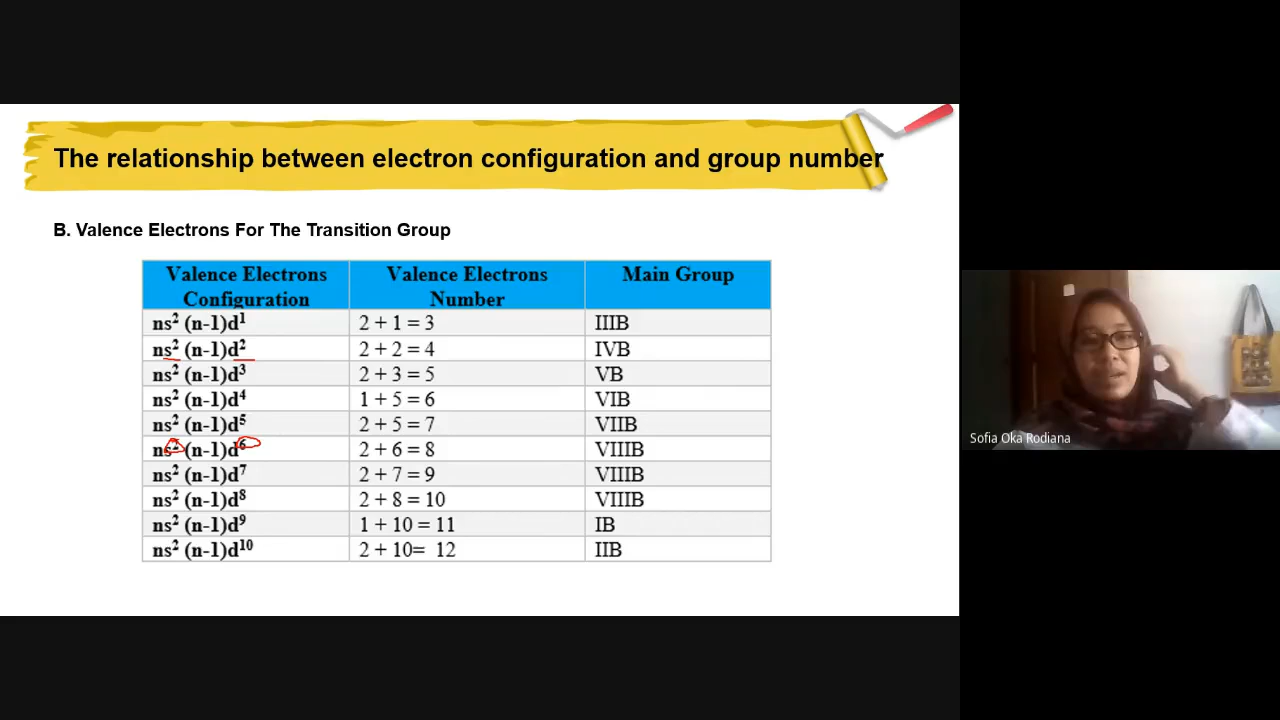 The relationship between electron configuration and group number
B. Valence Electrons For The Transition Group
Valence Electrons Configuration | Valence Electrons Number | Main Group
ns² (n-1)d¹ | 2 + 1 = 3 | IIIB
ns² (n-1)d² | 2 + 2 = 4 | IVB
ns² (n-1)d³ | 2 + 3 = 5 | VB
ns² (n-1)d⁴ | 1 + 5 = 6 | VIB
ns² (n-1)d⁵ | 2 + 5 = 7 | VIIB
ns² (n-1)d⁶ | 2 + 6 = 8 | VIIIB
ns² (n-1)d⁷ | 2 + 7 = 9 | VIIIB
ns² (n-1)d⁸ | 2 + 8 = 10 | VIIIB
ns² (n-1)d⁹ | 1 + 10 = 11 | IB
ns² (n-1)d¹⁰ | 2 + 10= 12 | IIB
Sofia Oka Rodiana